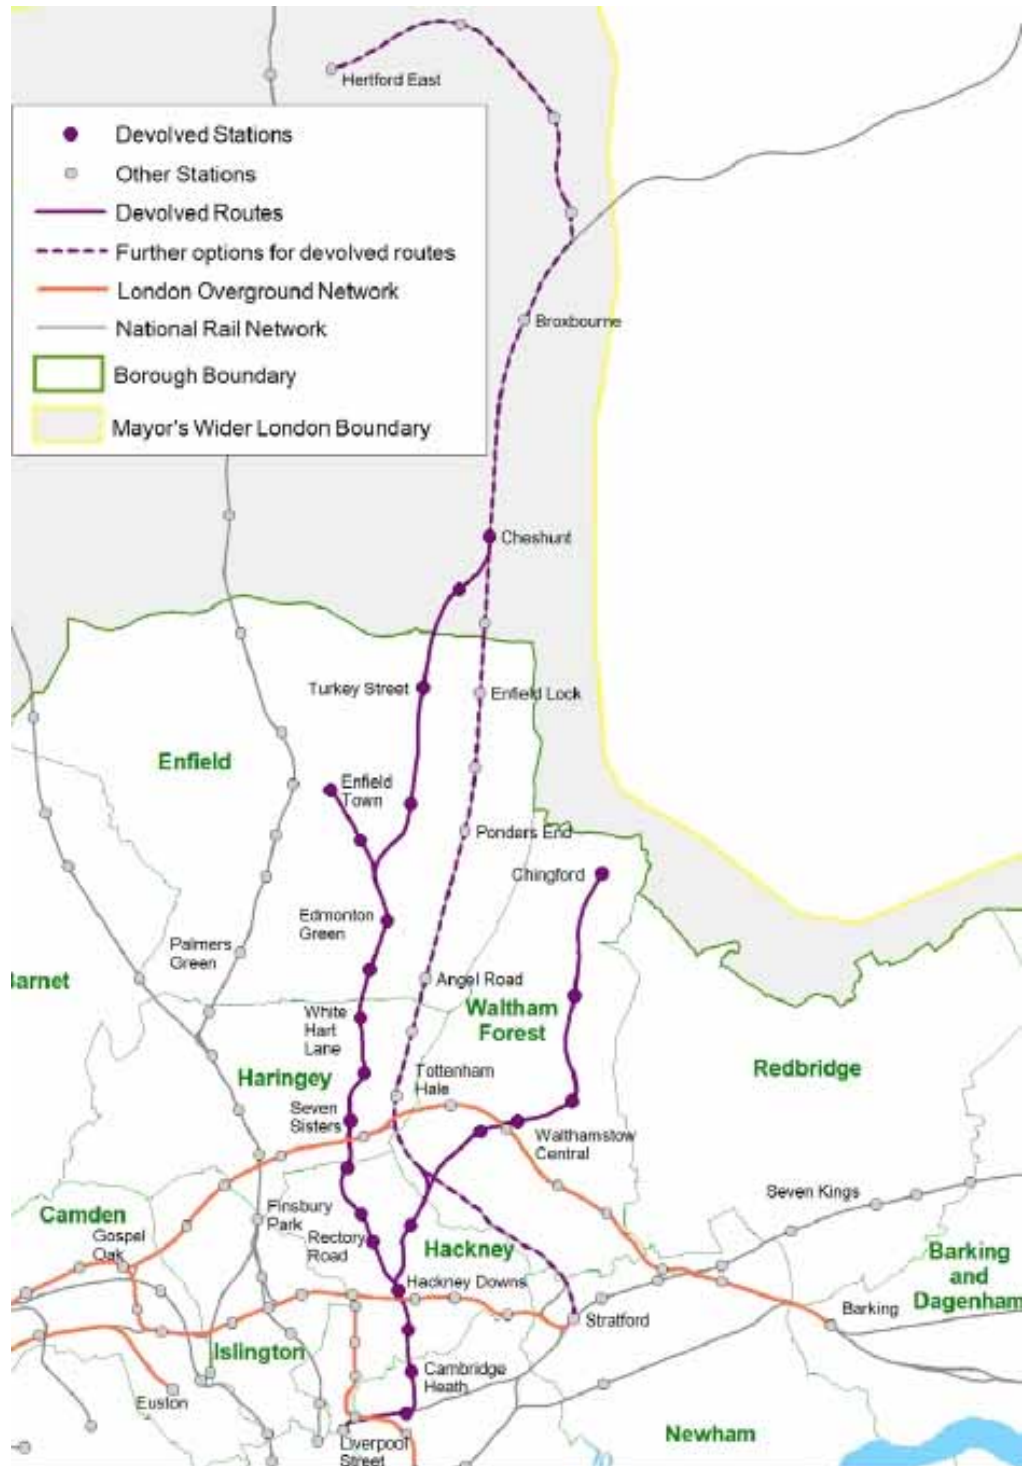 Hertford East
Devolved Stations
Other Stations
Devolved Routes
Further options for devolved routes
London Overground Network
National Rail Network
Borough Boundary
Mayor's Wider London Boundary
Broxbourne
Cheshunt
Turkey Street
Enfield Lock
Enfield
Enfield
Town
Ponders End
Chingford
Edmonton
Green
Palmers
Green
Angel Road
Barnet
White
Hart
Lane
Waltham
Forest
Redbridge
Haringey
Tottenham
Hale
Seven
Sisters
Walthamstow
Central
Seven Kings
Camden
Finsbury
Park
Gospel
Oak
Rectory
Road
Hackney
Barking
and
Dagenham
Hackney Downs
Barking
Stratford
Islington
Cambridge
Heath
Euston
Liverpool
Street
Newham